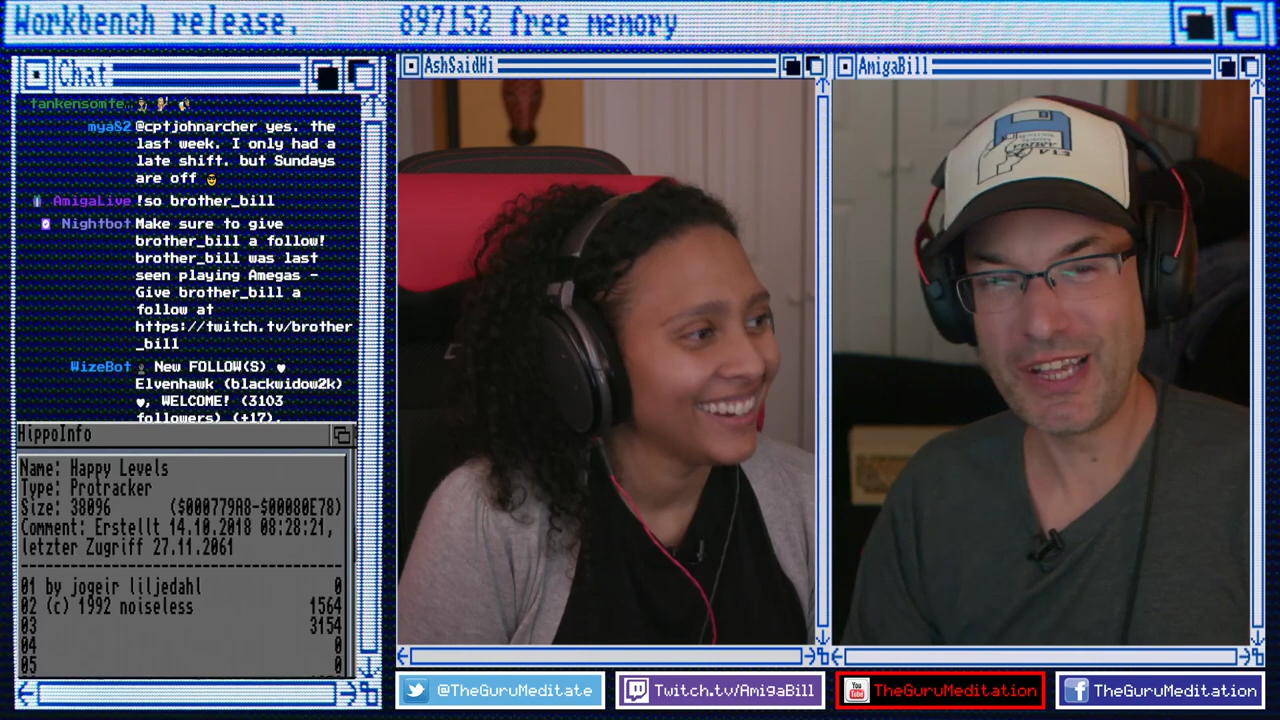 Workbench release. 897152 free memory
Chat
tankensomte…
mya82 @cptjohnarcher yes. the
last week. I only had a
late shift. but Sundays
are off
AmigaLive !so brother_bill
Nightbot Make sure to give
brother_bill a follow!
brother_bill was last
seen playing Amegas -
Give brother_bill a
follow at
https://twitch.tv/brother
_bill
WizeBot New FOLLOW(S) ♥
Elvenhawk (blackwidow2k)
♥, WELCOME! (3103
followers) (+17),
HippoInfo
Name: Happy Levels
Type: Protracker
Size: 38096 ($000779A8-$00080E78)
Comment: Erstellt 14.10.2018 08:28:21,
letzter Zugriff 27.11.2061
01 by jogeir liljedahl 0
02 (c) 1992 noiseless 1564
03 3154
04 0
05 0
AshSaidHi
AmigaBill
@TheGuruMeditate
Twitch.tv/AmigaBill
You
Tube
TheGuruMeditation
TheGuruMeditation